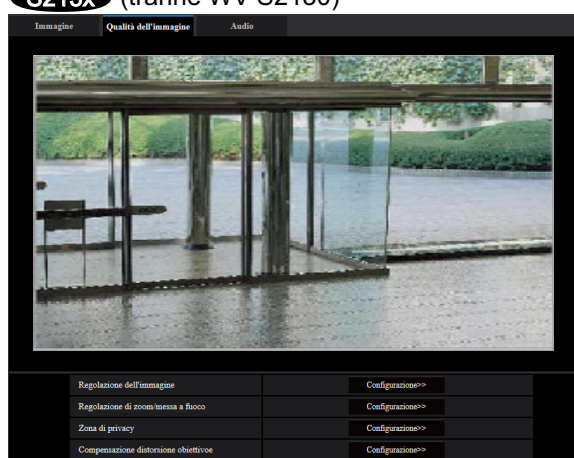 S215x (tranne WV-S2130)
Immagine Qualità dell'immagine Audio
Regolazione dell'immagine Configurazione>>
Regolazione di zoom/messa a fuoco Configurazione>>
Zona di privacy Configurazione>>
Compensazione distorsione obiettivoe Configurazione>>